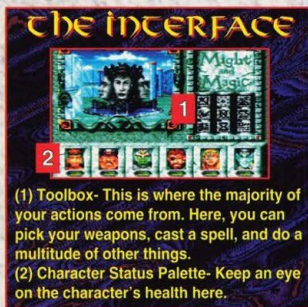 THE INTERFACE
Might
and
Magic
1
2
(1) Toolbox- This is where the majority of
your actions come from. Here, you can
pick your weapons, cast a spell, and do a
multitude of other things.
(2) Character Status Palette- Keep an eye
on the character's health here.